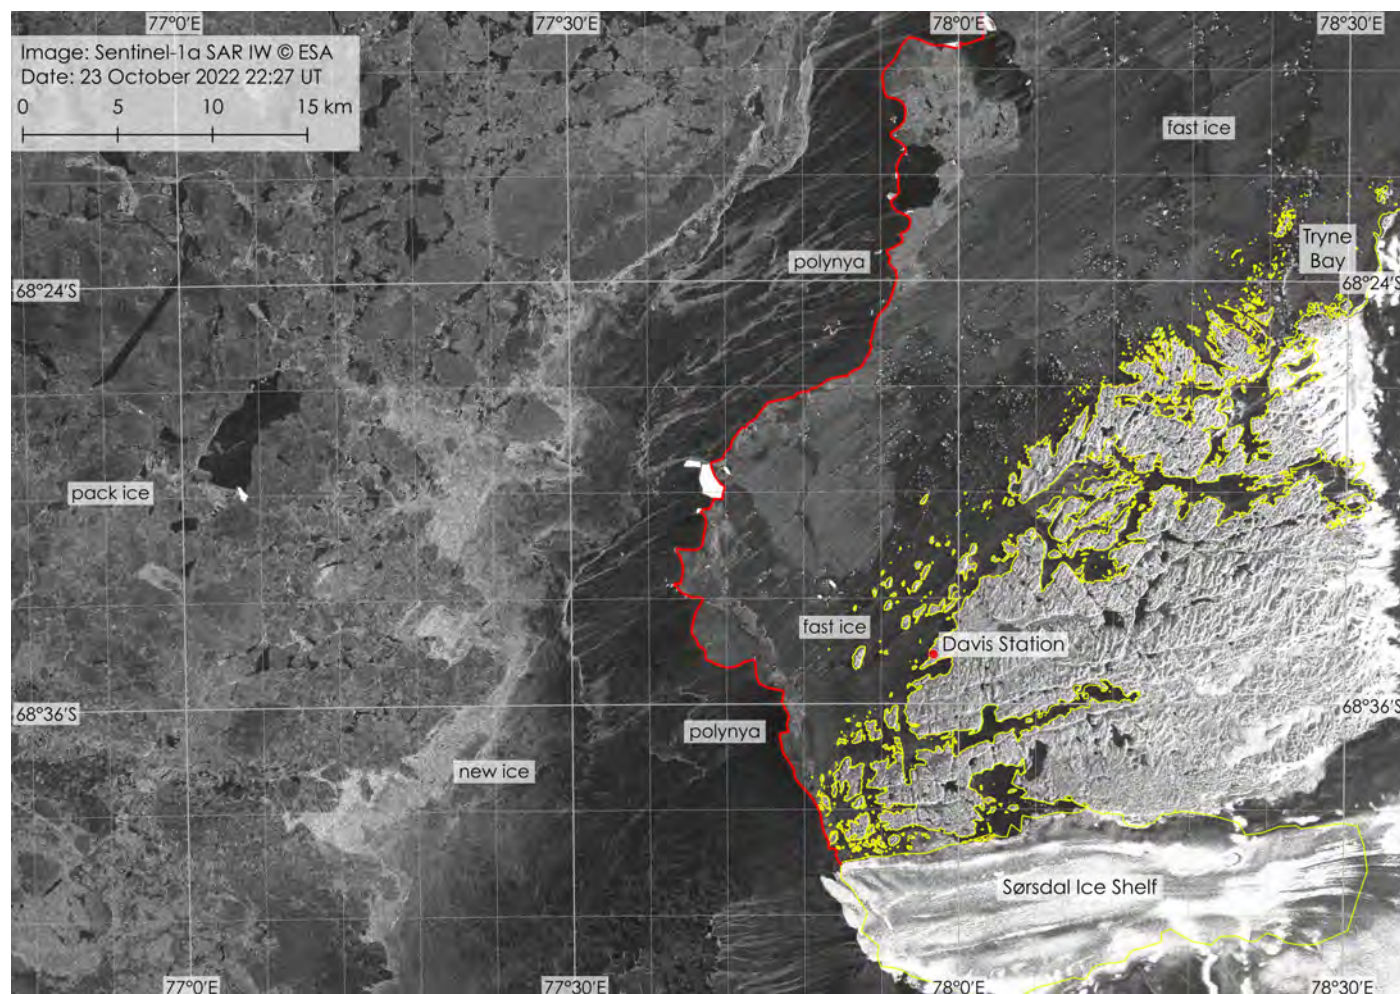 77°0′E
77°30′E
78°0′E
78°30′E
Image: Sentinel-1a SAR IW © ESA
Date: 23 October 2022 22:27 UT
0 5 10 15 km
fast ice
Tryne
Bay
polynya
68°24′S
68°24′S
pack ice
fast ice
Davis Station
68°36′S
68°36′S
polynya
new ice
Sørsdal Ice Shelf
77°0′E
77°30′E
78°0′E
78°30′E